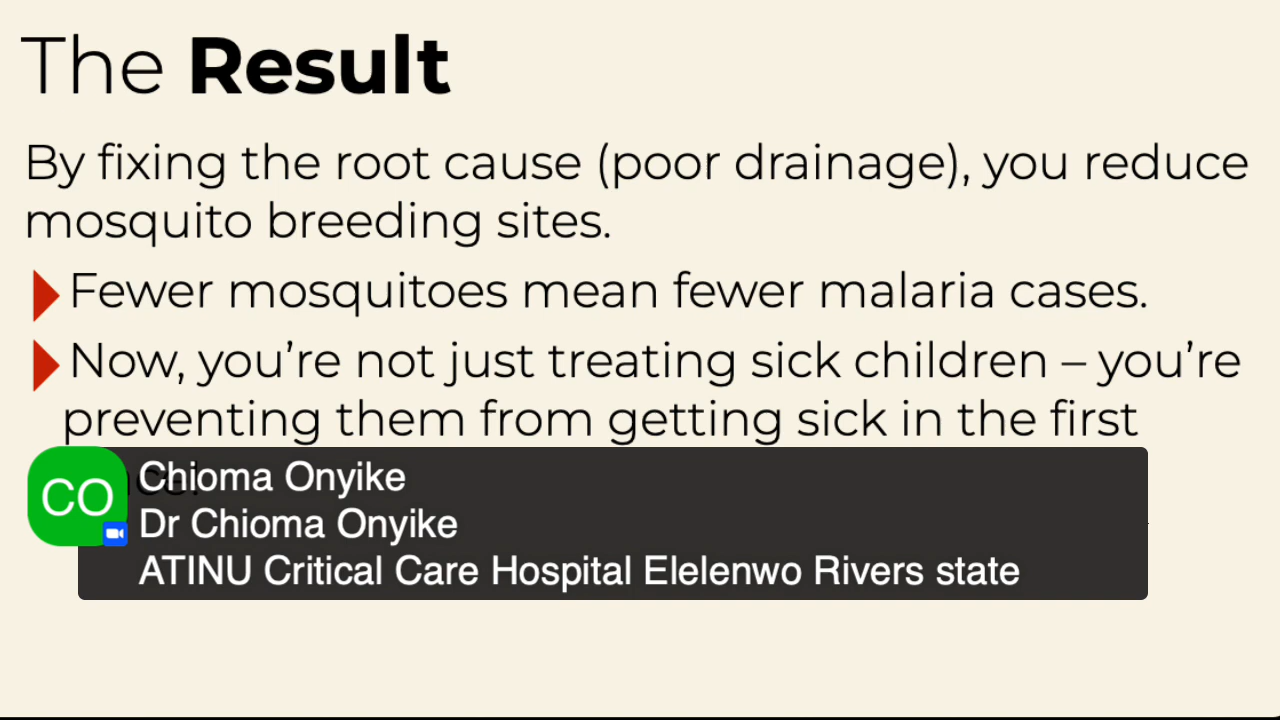 The Result
By fixing the root cause (poor drainage), you reduce
mosquito breeding sites.
Fewer mosquitoes mean fewer malaria cases.
Now, you’re not just treating sick children – you’re
preventing them from getting sick in the first
CO
Chioma Onyike
Dr Chioma Onyike
ATINU Critical Care Hospital Elelenwo Rivers state